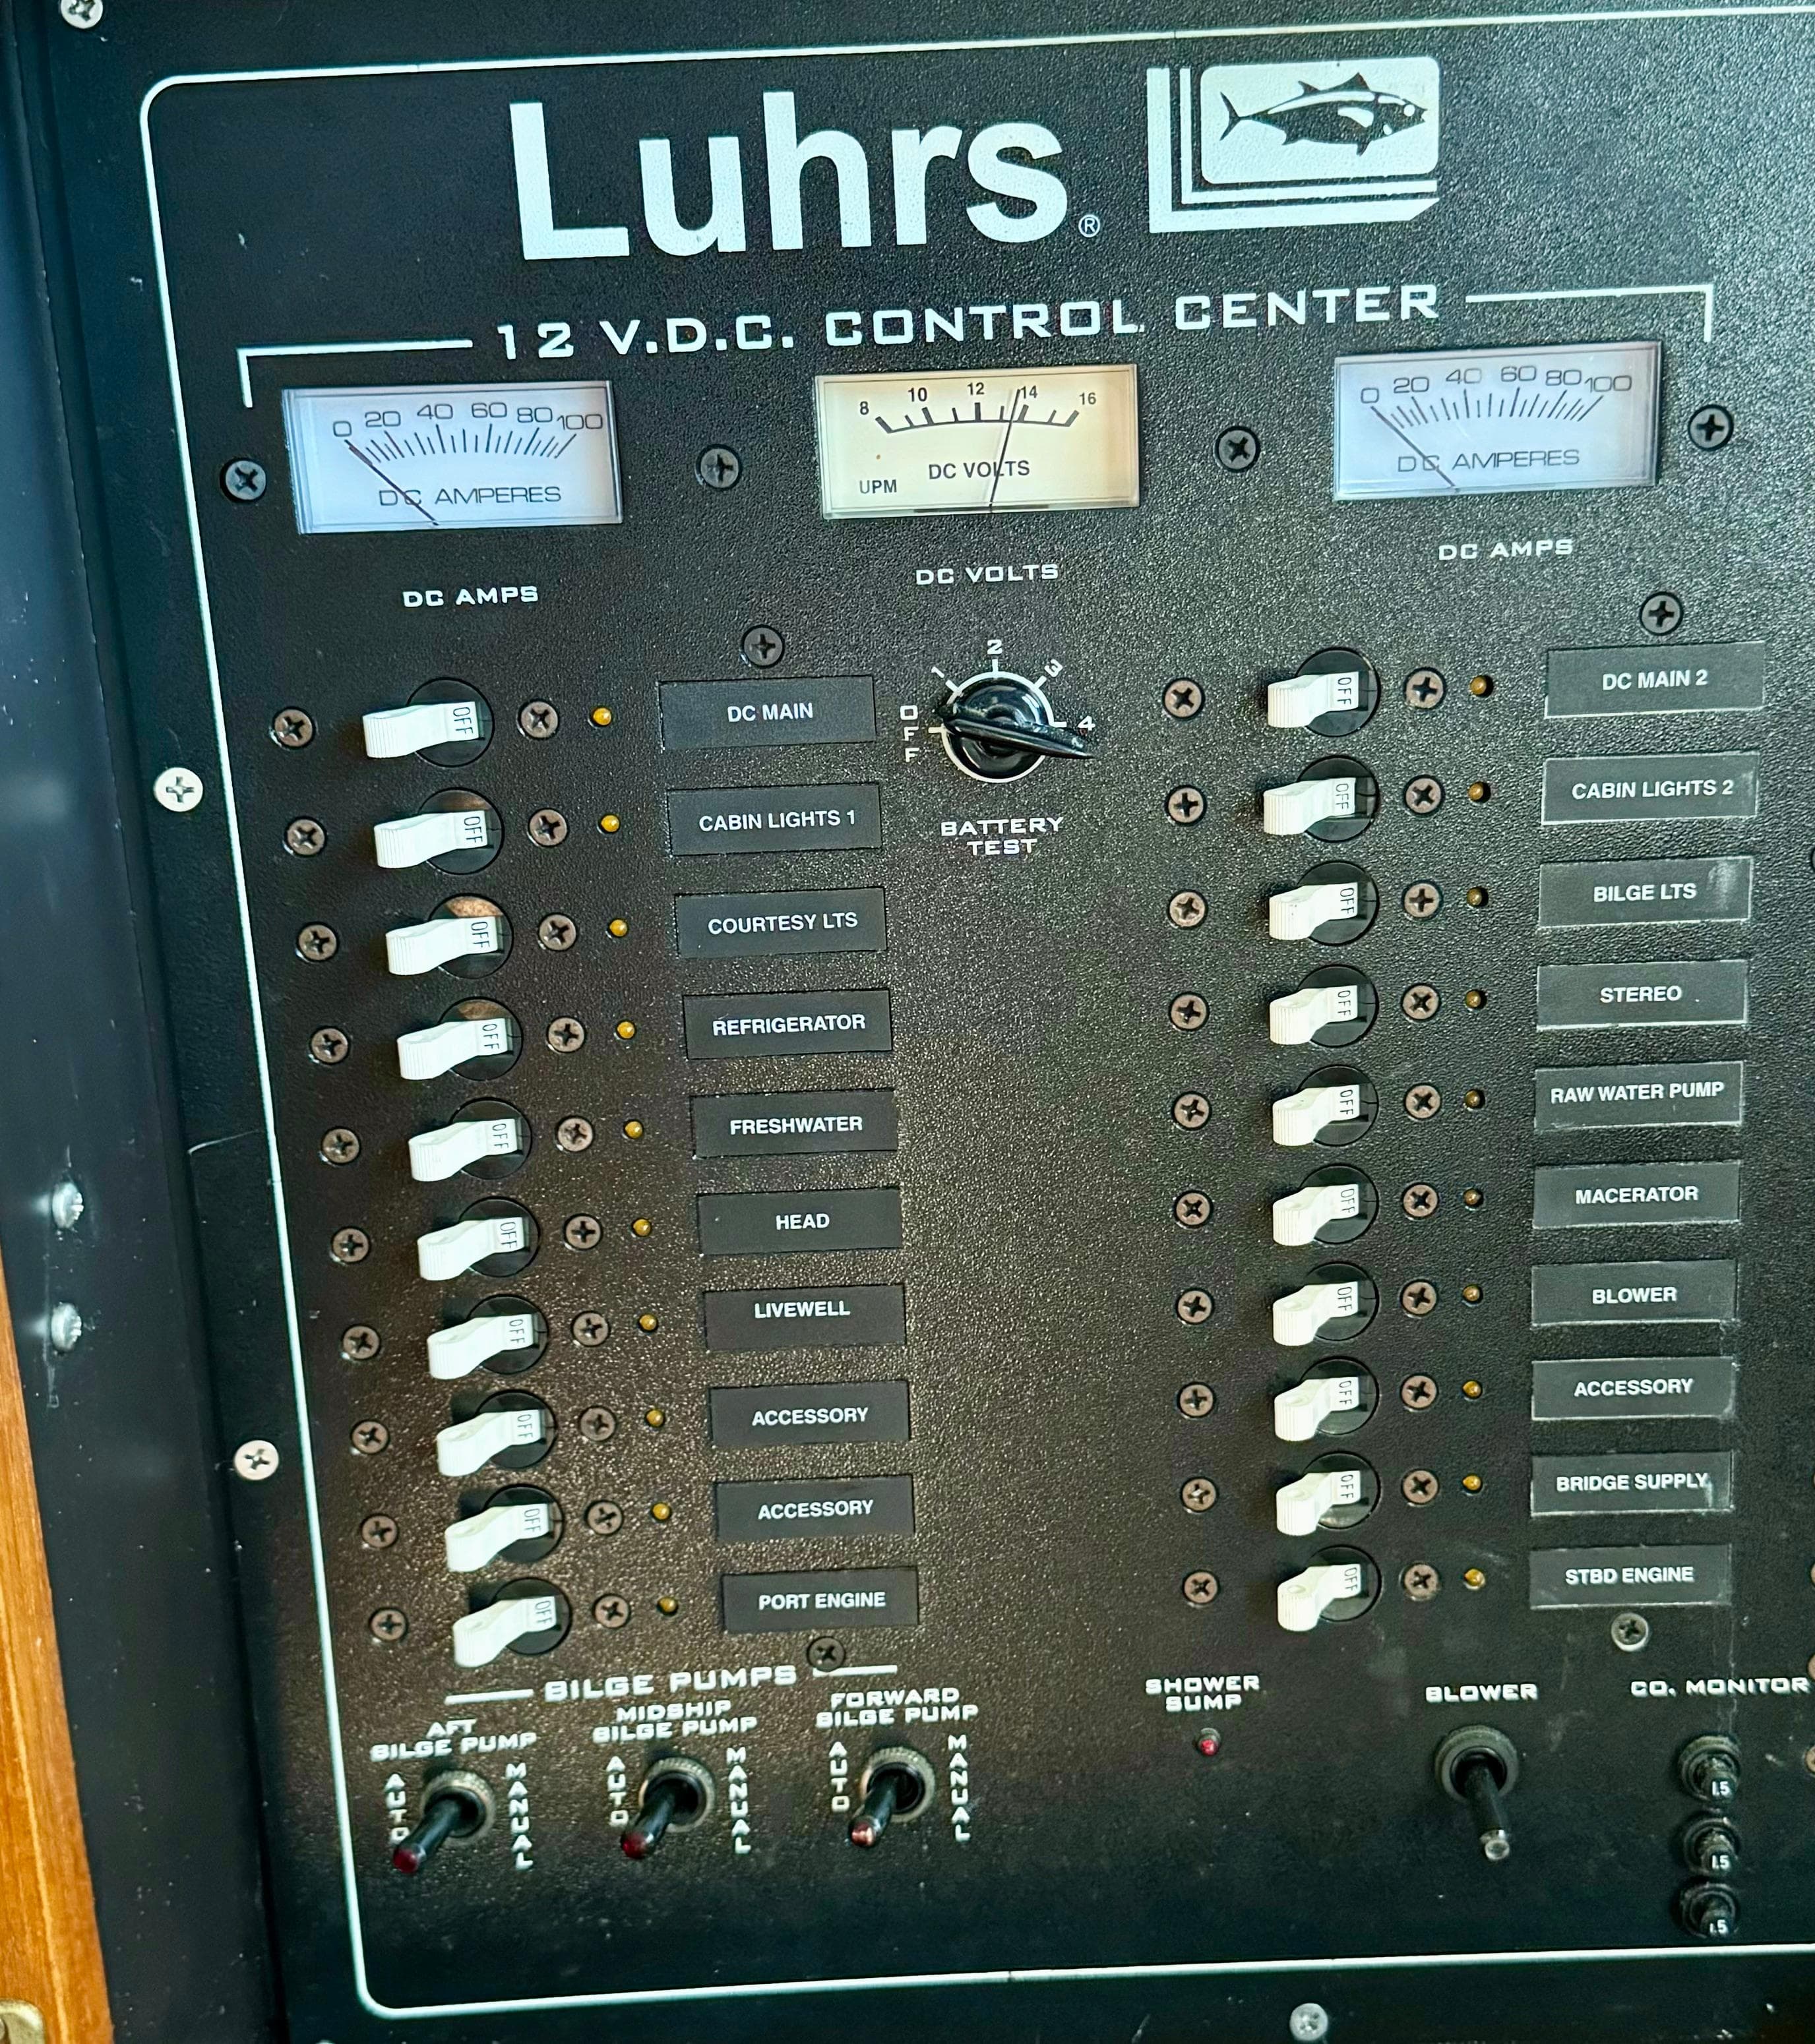 Luhrs®
12 V.D.C. CONTROL CENTER
0 20 40 60 80 100
DC AMPERES
8 10 12 14 16
DC VOLTS
UPM
0 20 40 60 80 100
DC AMPERES
DC AMPS
DC VOLTS
DC AMPS
OFF 1 2 3 4
BATTERY
TEST
OFF DC MAIN
OFF CABIN LIGHTS 1
OFF COURTESY LTS
OFF REFRIGERATOR
OFF FRESHWATER
OFF HEAD
OFF LIVEWELL
OFF ACCESSORY
OFF ACCESSORY
OFF PORT ENGINE
OFF DC MAIN 2
OFF CABIN LIGHTS 2
OFF BILGE LTS
OFF STEREO
OFF RAW WATER PUMP
OFF MACERATOR
OFF BLOWER
OFF ACCESSORY
OFF BRIDGE SUPPLY
OFF STBD ENGINE
BILGE PUMPS
AFT
BILGE PUMP
AUTO MANUAL
MIDSHIP
BILGE PUMP
AUTO MANUAL
FORWARD
BILGE PUMP
AUTO MANUAL
SHOWER
SUMP
BLOWER
CO. MONITOR
1.5
1.5
1.5